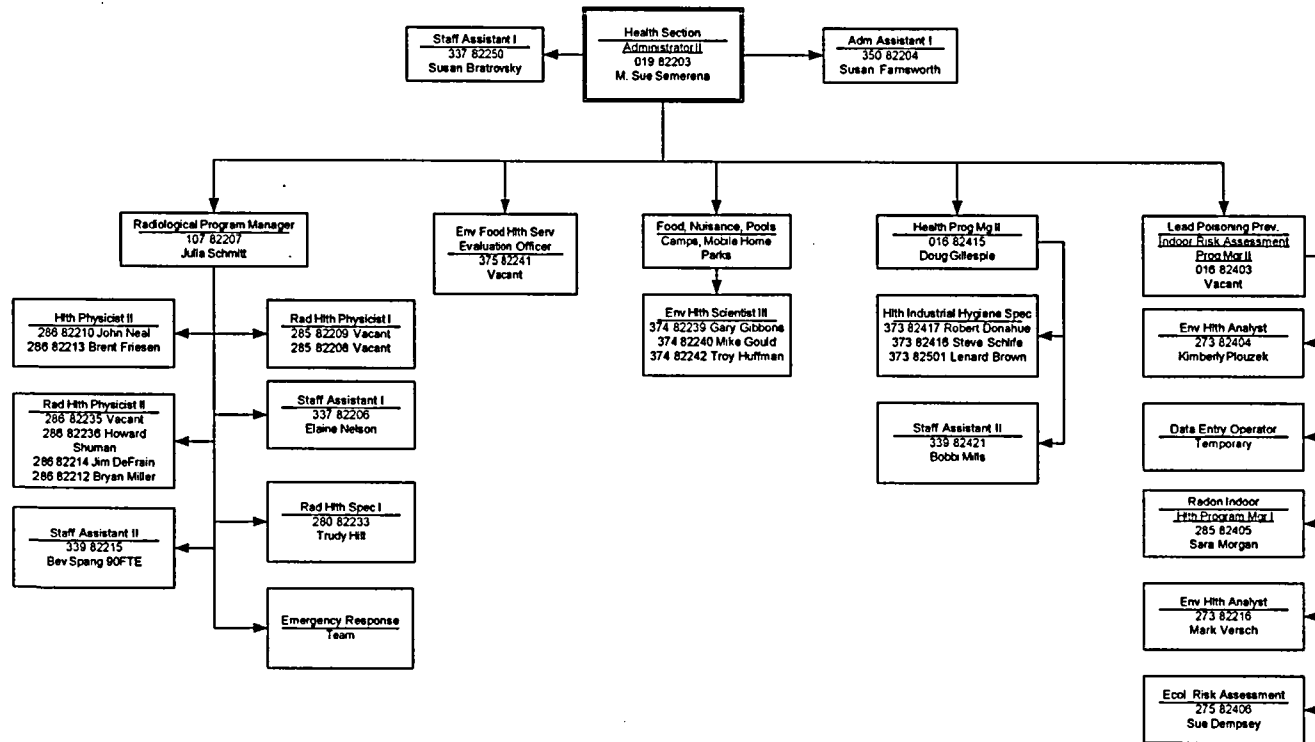 Staff Assistant I
337 82250
Susan Bratrovsky
Health Section
Administrator II
019 82203
M. Sue Semerena
Adm Assistant I
350 82204
Susan Farnsworth
Radiological Program Manager
107 82207
Julia Schmitt
Env Food Hlth Serv
Evaluation Officer
375 82241
Vacant
Food, Nuisance, Pools
Camps, Mobile Home
Parks
Health Prog Mg II
016 82415
Doug Gillespie
Lead Poisoning Prev.
Indoor Risk Assessment
Prog Mgr II
016 82403
Vacant
Hlth Physicist II
286 82210 John Neal
286 82213 Brent Friesen
Rad Hlth Physicist I
285 82209 Vacant
285 82208 Vacant
Env Hlth Scientist III
374 82239 Gary Gibbons
374 82240 Mike Gould
374 82242 Troy Huffman
Hlth Industrial Hygiene Spec
373 82417 Robert Donahue
373 82416 Steve Schlife
373 82501 Lenard Brown
Env Hlth Analyst
273 82404
Kimberly Plouzek
Rad Hlth Physicist II
286 82235 Vacant
286 82236 Howard
Shuman
286 82214 Jim DeFrain
286 82212 Bryan Miller
Staff Assistant I
337 82206
Elaine Nelson
Staff Assistant II
339 82421
Bobbi Mills
Data Entry Operator
Temporary
Staff Assistant II
339 82215
Bev Spang 90FTE
Rad Hlth Spec I
280 82233
Trudy Hill
Radon Indoor
Hlth Program Mgr I
285 82405
Sara Morgan
Emergency Response
Team
Env Hlth Analyst
273 82216
Mark Versch
Ecol Risk Assessment
275 82406
Sue Dempsey